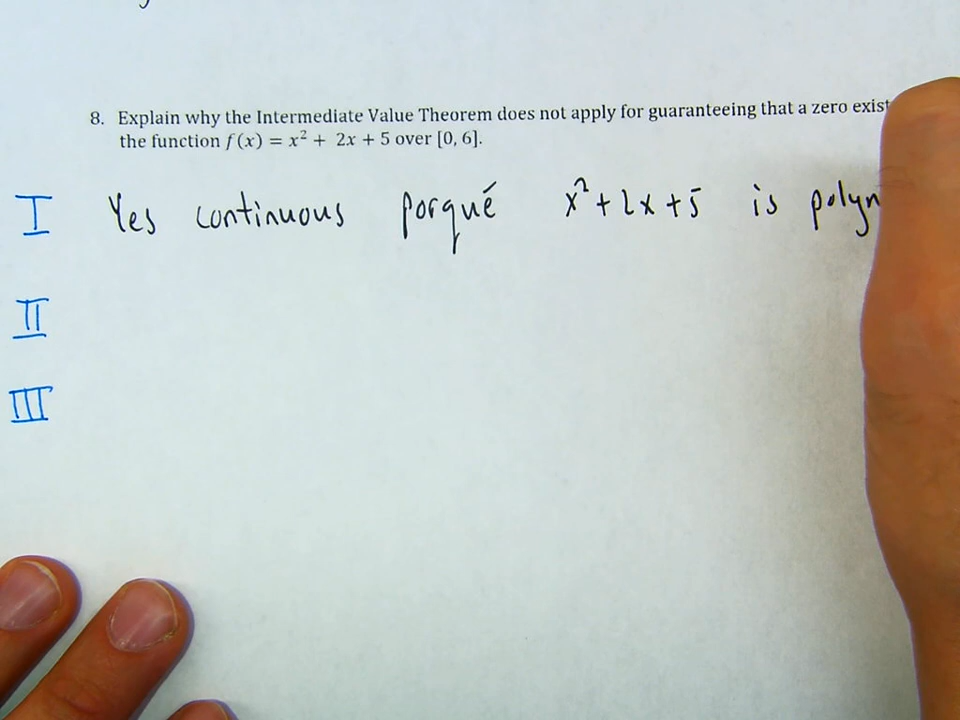 8. Explain why the Intermediate Value Theorem does not apply for guaranteeing that a zero exist
the function f(x) = x² + 2x + 5 over [0, 6].
I Yes continuous porqué x² + 2x + 5 is polyn
II
III